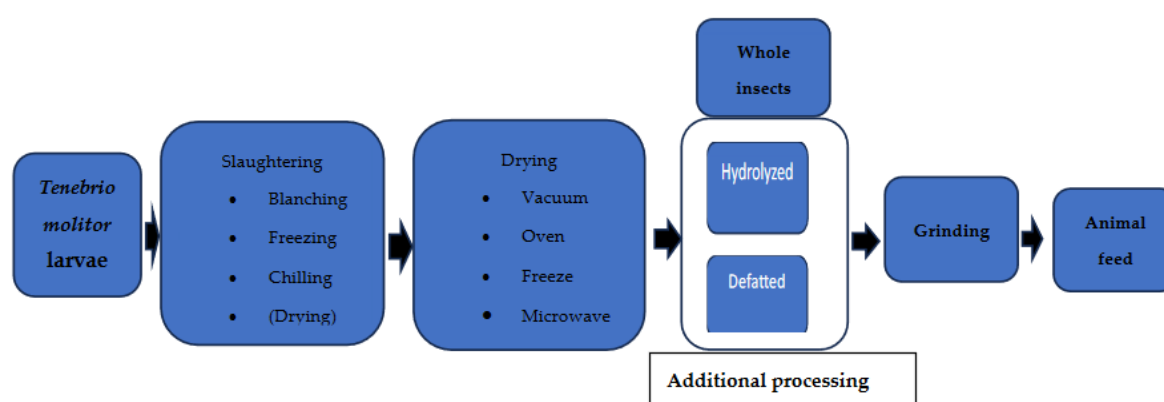 Tenebrio
molitor
larvae
Slaughtering
• Blanching
• Freezing
• Chilling
• (Drying)
Drying
• Vacuum
• Oven
• Freeze
• Microwave
Whole
insects
Hydrolyzed
Defatted
Additional processing
Grinding
Animal
feed